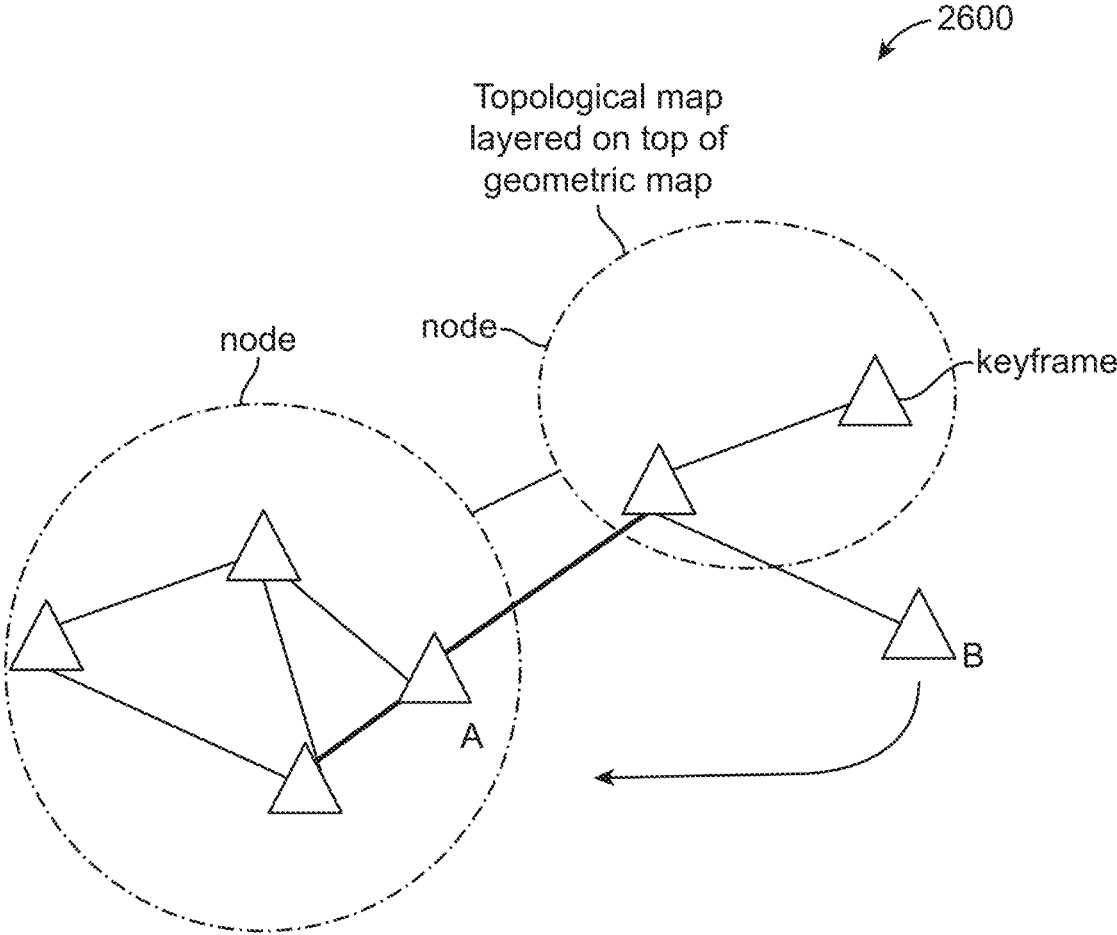 2600
Topological map
layered on top of
geometric map
node
node
keyframe
A
B